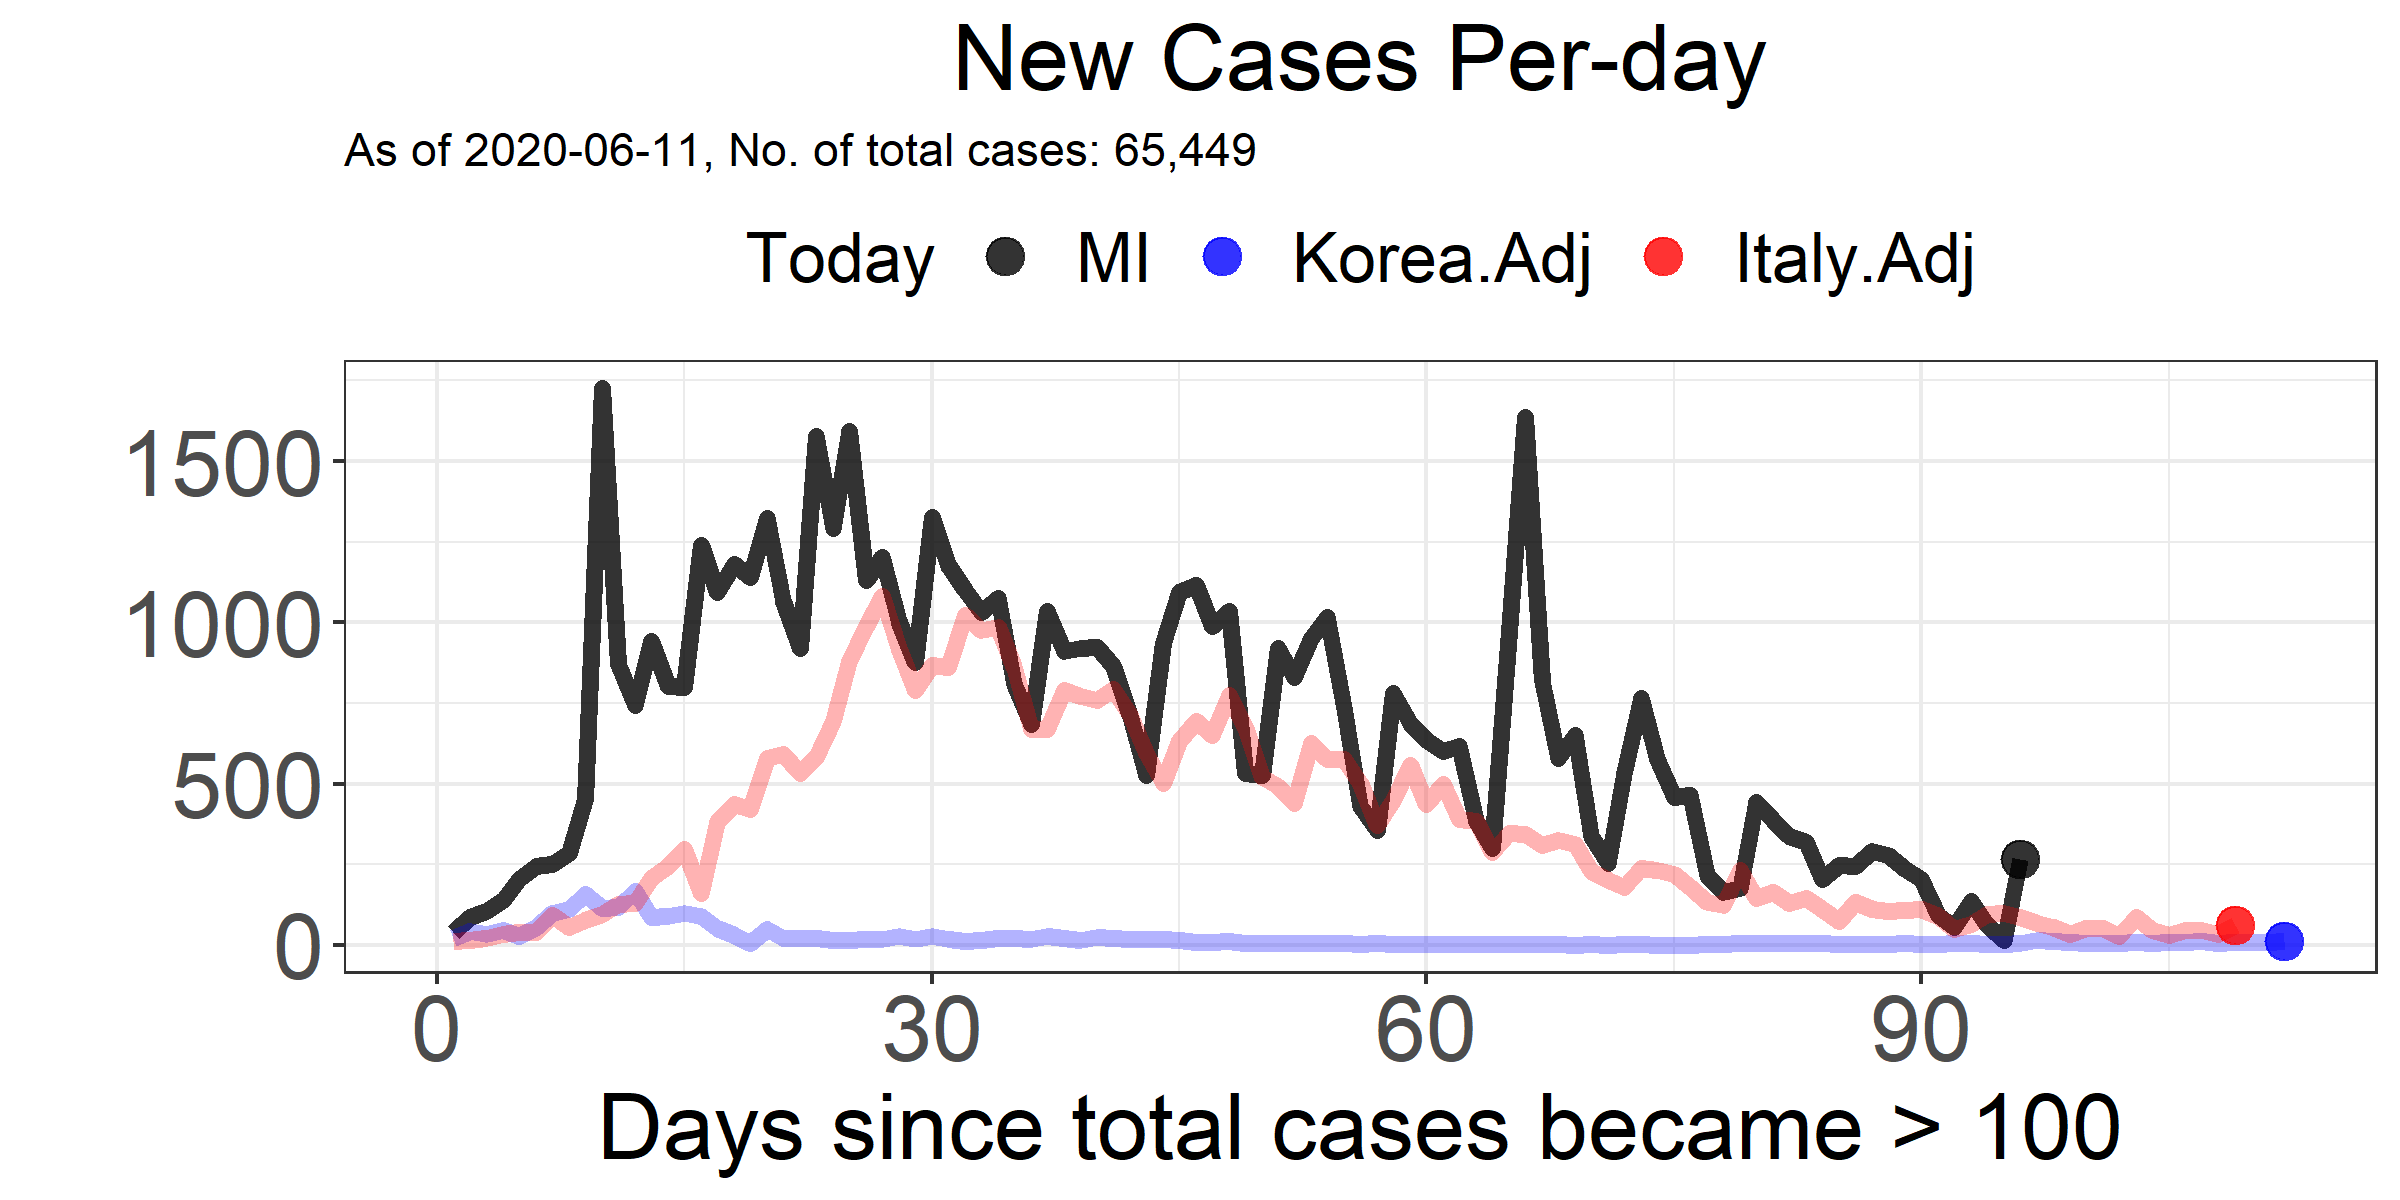 New Cases Per-day
As of 2020-06-11, No. of total cases: 65,449
Today MI Korea.Adj Italy.Adj
1500
1000
500
0
0 30 60 90
Days since total cases became > 100